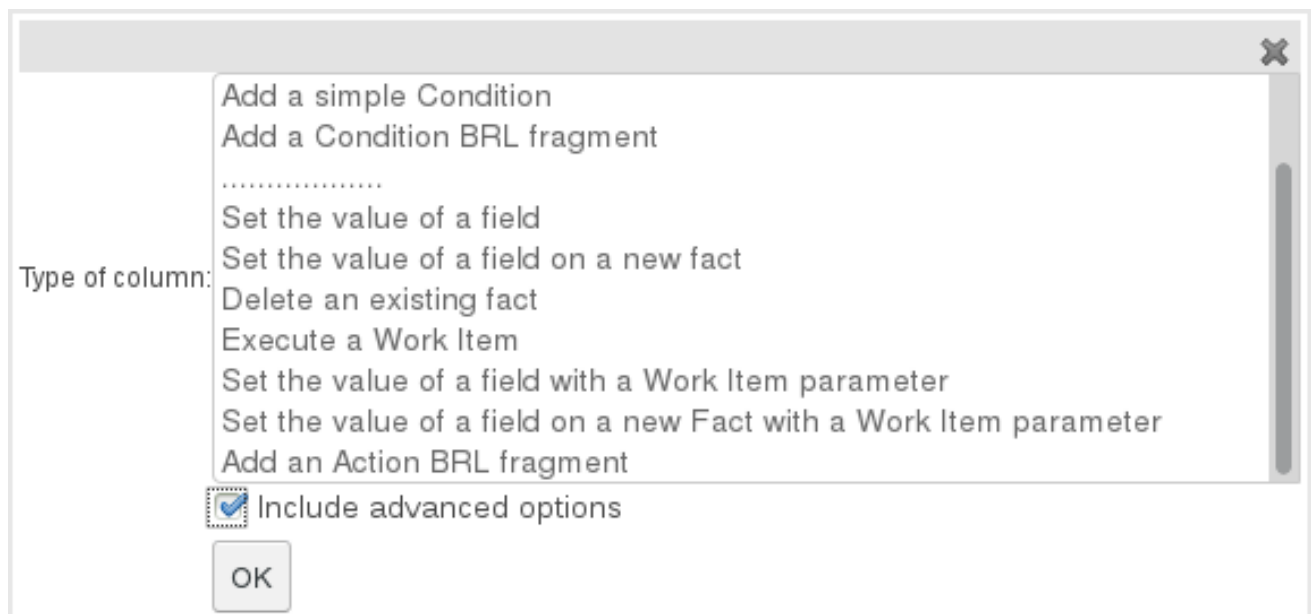 Add a simple Condition
Add a Condition BRL fragment
..................
Set the value of a field
Set the value of a field on a new fact
Type of column:
Delete an existing fact
Execute a Work Item
Set the value of a field with a Work Item parameter
Set the value of a field on a new Fact with a Work Item parameter
Add an Action BRL fragment
Include advanced options
OK